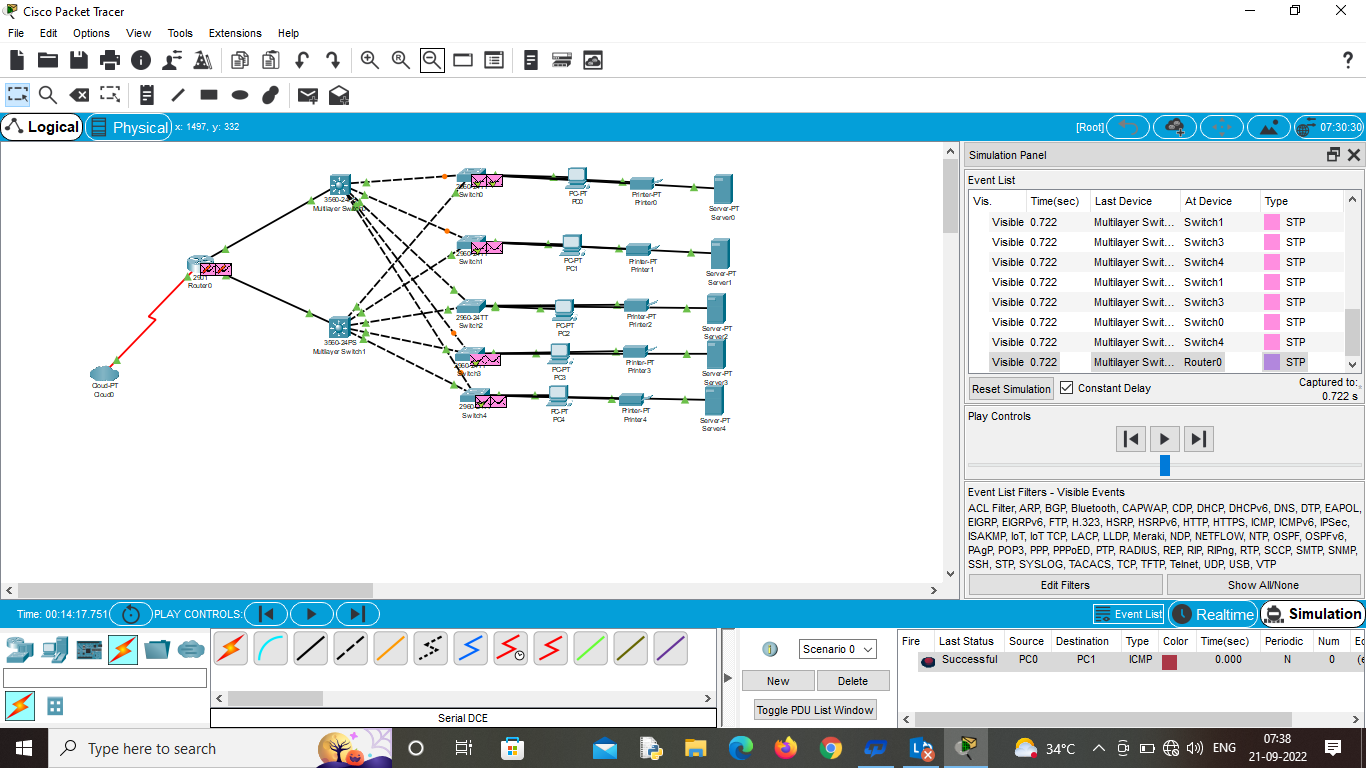 Cisco Packet Tracer
File Edit Options View Tools Extensions Help
Logical Physical x: 1497, y: 332 [Root] 07:30:30
3560-24PS
Multilayer Switch0
2960-24TT
Switch0
PC-PT
PC0
Printer-PT
Printer0
Server-PT
Server0
2960-24TT
Switch1
PC-PT
PC1
Printer-PT
Printer1
Server-PT
Server1
2901
Router0
2960-24TT
Switch2
PC-PT
PC2
Printer-PT
Printer2
Server-PT
Server2
3560-24PS
Multilayer Switch1
2960-24TT
Switch3
PC-PT
PC3
Printer-PT
Printer3
Server-PT
Server3
Cloud-PT
Cloud0
2960-24TT
Switch4
PC-PT
PC4
Printer-PT
Printer4
Server-PT
Server4
Simulation Panel
Event List
Vis. Time(sec) Last Device At Device Type
Visible 0.722 Multilayer Swit... Switch1 STP
Visible 0.722 Multilayer Swit... Switch3 STP
Visible 0.722 Multilayer Swit... Switch4 STP
Visible 0.722 Multilayer Swit... Switch1 STP
Visible 0.722 Multilayer Swit... Switch3 STP
Visible 0.722 Multilayer Swit... Switch0 STP
Visible 0.722 Multilayer Swit... Switch4 STP
Visible 0.722 Multilayer Swit... Router0 STP
Reset Simulation Constant Delay Captured to:
0.722 s
Play Controls
Event List Filters - Visible Events
ACL Filter, ARP, BGP, Bluetooth, CAPWAP, CDP, DHCP, DHCPv6, DNS, DTP, EAPOL,
EIGRP, EIGRPv6, FTP, H.323, HSRP, HSRPv6, HTTP, HTTPS, ICMP, ICMPv6, IPSec,
ISAKMP, IoT, IoT TCP, LACP, LLDP, Meraki, NDP, NETFLOW, NTP, OSPF, OSPFv6,
PAgP, POP3, PPP, PPPoED, PTP, RADIUS, REP, RIP, RIPng, RTP, SCCP, SMTP, SNMP,
SSH, STP, SYSLOG, TACACS, TCP, TFTP, Telnet, UDP, USB, VTP
Edit Filters Show All/None
Time: 00:14:17.751 PLAY CONTROLS: Event List Realtime Simulation
Scenario 0
New Delete
Toggle PDU List Window
Fire Last Status Source Destination Type Color Time(sec) Periodic Num
Successful PC0 PC1 ICMP 0.000 N 0
Serial DCE
Type here to search
34°C ENG
07:38
21-09-2022